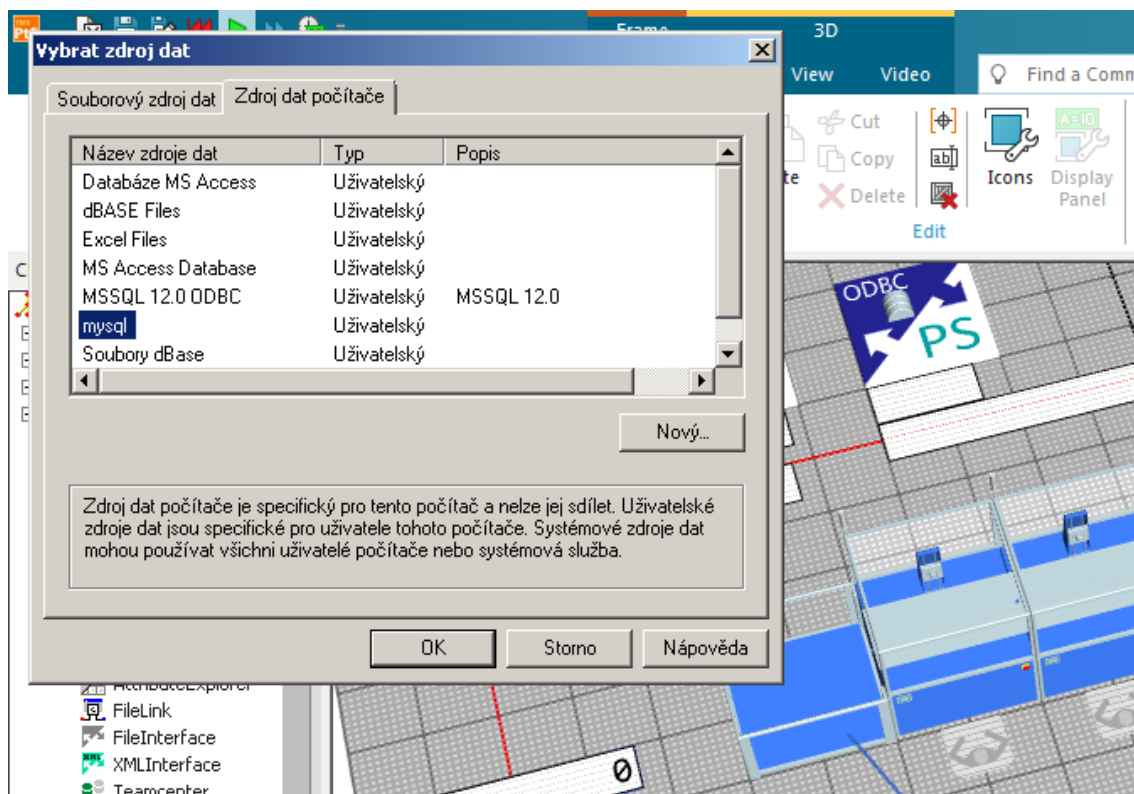 Frame
3D
Vybrat zdroj dat
View
Video
Find a Comm
Souborový zdroj dat
Zdroj dat počítače
Cut
Copy
Delete
Icons
Display
Panel
A=10
ab
Edit
Název zdroje dat Typ Popis
Databáze MS Access Uživatelský
dBASE Files Uživatelský
Excel Files Uživatelský
MS Access Database Uživatelský
MSSQL 12.0 ODBC Uživatelský MSSQL 12.0
mysql Uživatelský
Soubory dBase Uživatelský
ODBC
PS
Nový...
Zdroj dat počítače je specifický pro tento počítač a nelze jej sdílet. Uživatelské
zdroje dat jsou specifické pro uživatele tohoto počítače. Systémové zdroje dat
mohou používat všichni uživatelé počítače nebo systémová služba.
OK
Storno
Nápověda
AttributeExplorer
FileLink
FileInterface
XMLInterface
Teamcenter
0